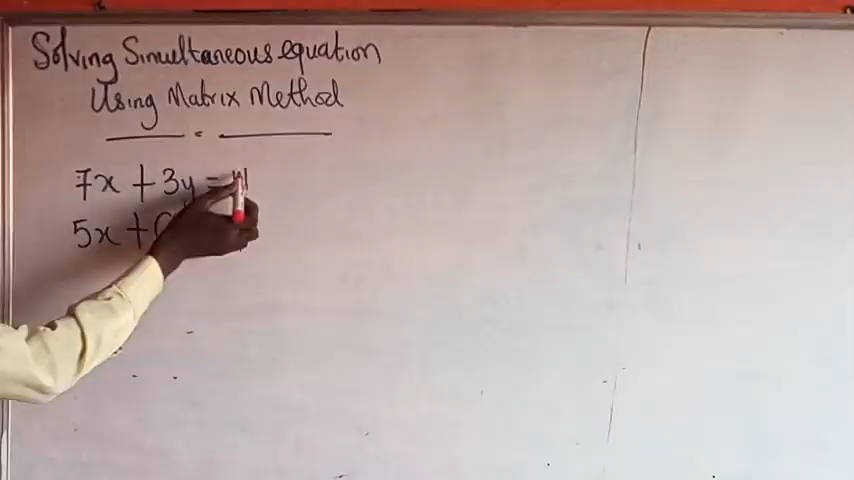 Solving Simultaneous equation
Using Matrix Method
7x + 3y =
5x +